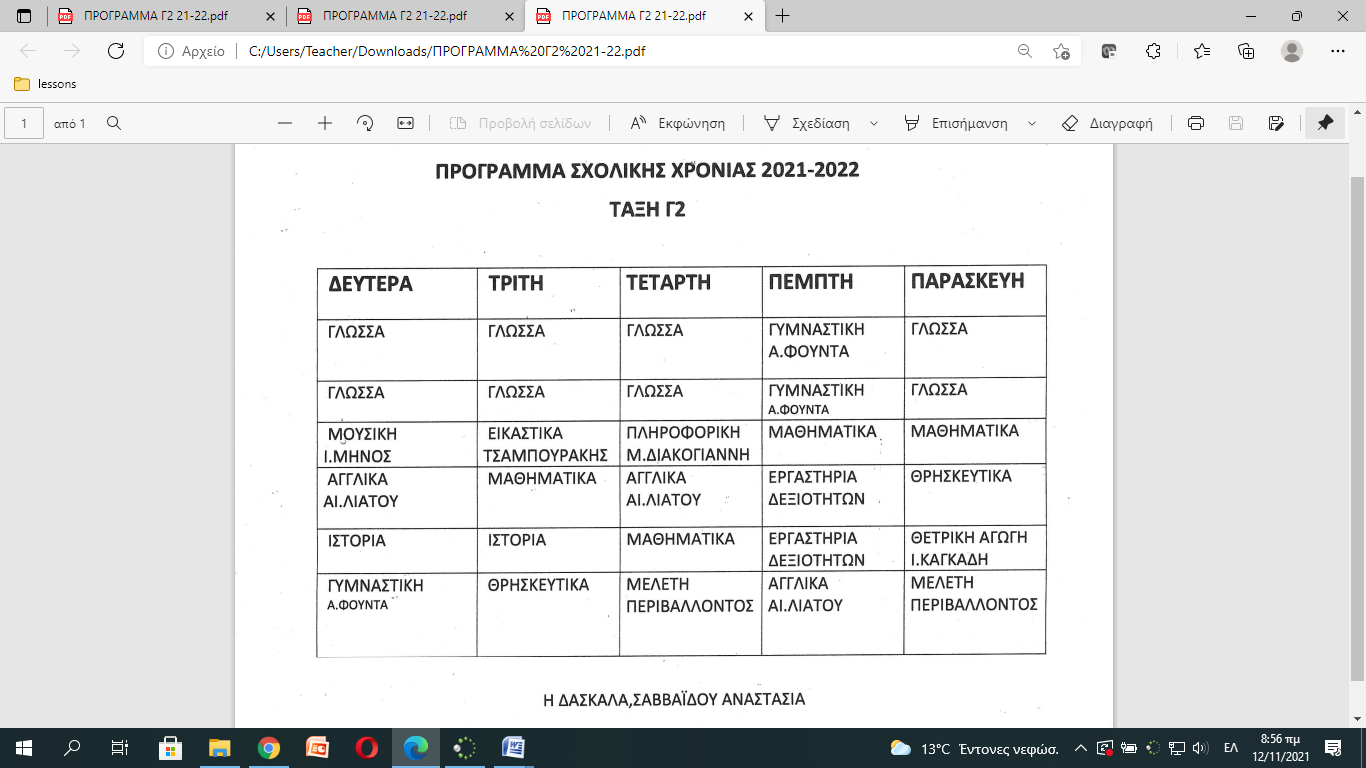 ΠΡΟΓΡΑΜΜΑ Γ2 21-22.pdf
ΠΡΟΓΡΑΜΜΑ Γ2 21-22.pdf
ΠΡΟΓΡΑΜΜΑ Γ2 21-22.pdf
Αρχείο C:/Users/Teacher/Downloads/ΠΡΟΓΡΑΜΜΑ%20Γ2%2021-22.pdf
lessons
1 από 1 Προβολή σελίδων Εκφώνηση Σχεδίαση Επισήμανση Διαγραφή
ΠΡΟΓΡΑΜΜΑ ΣΧΟΛΙΚΗΣ ΧΡΟΝΙΑΣ 2021-2022
ΤΑΞΗ Γ2
ΔΕΥΤΕΡΑ ΤΡΙΤΗ ΤΕΤΑΡΤΗ ΠΕΜΠΤΗ ΠΑΡΑΣΚΕΥΗ
ΓΛΩΣΣΑ ΓΛΩΣΣΑ ΓΛΩΣΣΑ ΓΥΜΝΑΣΤΙΚΗ ΓΛΩΣΣΑ
Α.ΦΟΥΝΤΑ
ΓΛΩΣΣΑ ΓΛΩΣΣΑ ΓΛΩΣΣΑ ΓΥΜΝΑΣΤΙΚΗ ΓΛΩΣΣΑ
Α.ΦΟΥΝΤΑ
ΜΟΥΣΙΚΗ ΕΙΚΑΣΤΙΚΑ ΠΛΗΡΟΦΟΡΙΚΗ ΜΑΘΗΜΑΤΙΚΑ ΜΑΘΗΜΑΤΙΚΑ
Ι.ΜΗΝΟΣ ΤΣΑΜΠΟΥΡΑΚΗΣ Μ.ΔΙΑΚΟΓΙΑΝΝΗ
ΑΓΓΛΙΚΑ ΜΑΘΗΜΑΤΙΚΑ ΑΓΓΛΙΚΑ ΕΡΓΑΣΤΗΡΙΑ ΘΡΗΣΚΕΥΤΙΚΑ
ΑΙ.ΛΙΑΤΟΥ ΑΙ.ΛΙΑΤΟΥ ΔΕΞΙΟΤΗΤΩΝ
ΙΣΤΟΡΙΑ ΙΣΤΟΡΙΑ ΜΑΘΗΜΑΤΙΚΑ ΕΡΓΑΣΤΗΡΙΑ ΘΕΤΡΙΚΗ ΑΓΩΓΗ
ΔΕΞΙΟΤΗΤΩΝ Ι.ΚΑΓΚΑΔΗ
ΓΥΜΝΑΣΤΙΚΗ ΘΡΗΣΚΕΥΤΙΚΑ ΜΕΛΕΤΗ ΑΓΓΛΙΚΑ ΜΕΛΕΤΗ
Α.ΦΟΥΝΤΑ ΠΕΡΙΒΑΛΛΟΝΤΟΣ ΑΙ.ΛΙΑΤΟΥ ΠΕΡΙΒΑΛΛΟΝΤΟΣ
Η ΔΑΣΚΑΛΑ,ΣΑΒΒΑΪΔΟΥ ΑΝΑΣΤΑΣΙΑ
13°C Έντονες νεφώσ. ΕΛ 8:56 πμ
12/11/2021